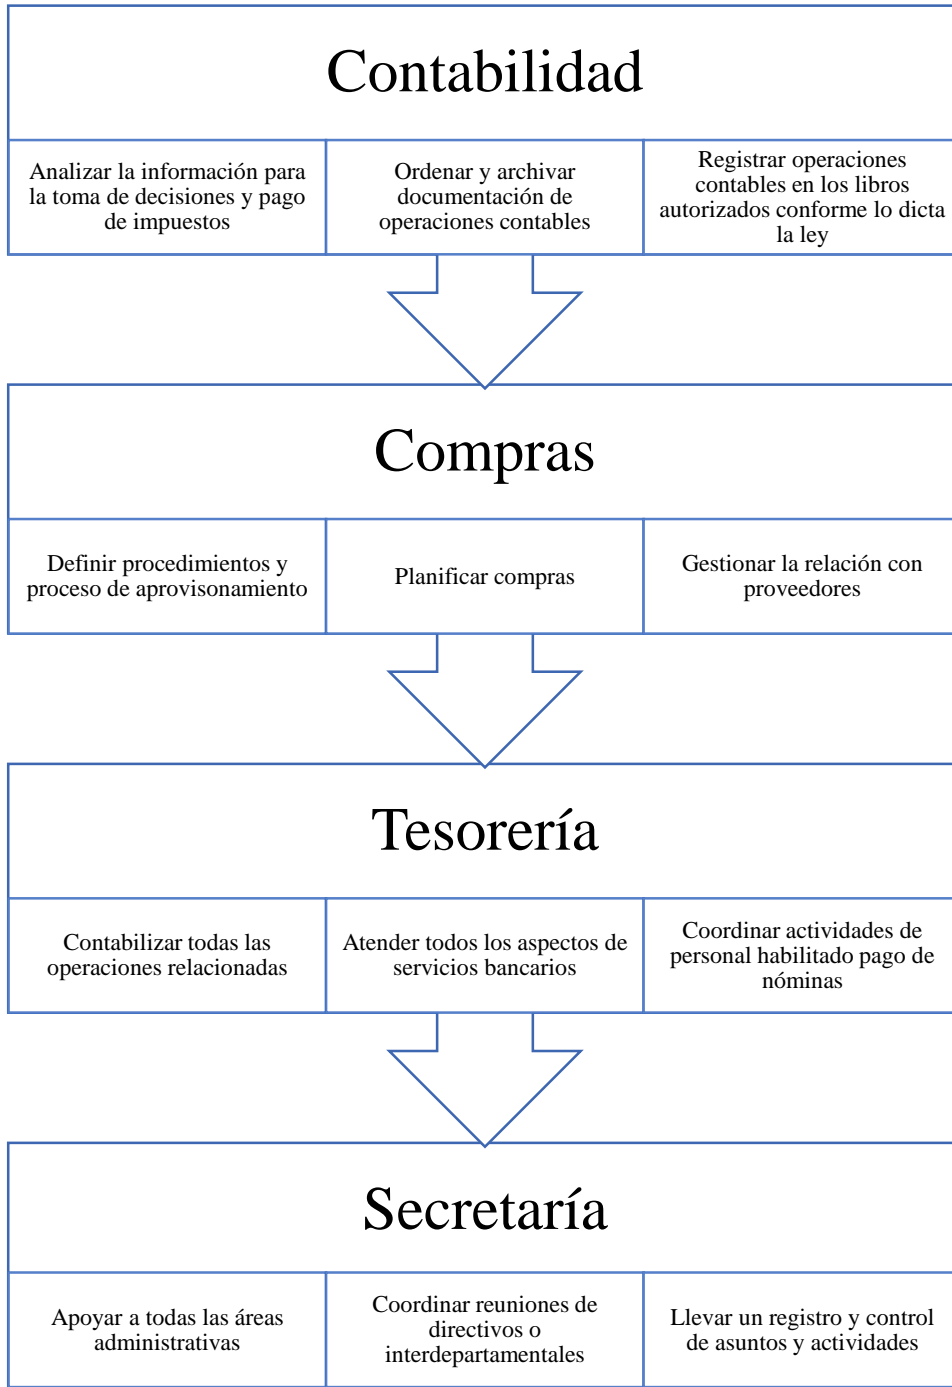 Contabilidad
Analizar la información para
la toma de decisiones y pago
de impuestos
Ordenar y archivar
documentación de
operaciones contables
Registrar operaciones
contables en los libros
autorizados conforme lo dicta
la ley
Compras
Definir procedimientos y
proceso de aprovisonamiento
Planificar compras
Gestionar la relación con
proveedores
Tesorería
Contabilizar todas las
operaciones relacionadas
Atender todos los aspectos de
servicios bancarios
Coordinar actividades de
personal habilitado pago de
nóminas
Secretaría
Apoyar a todas las áreas
administrativas
Coordinar reuniones de
directivos o
interdepartamentales
Llevar un registro y control
de asuntos y actividades